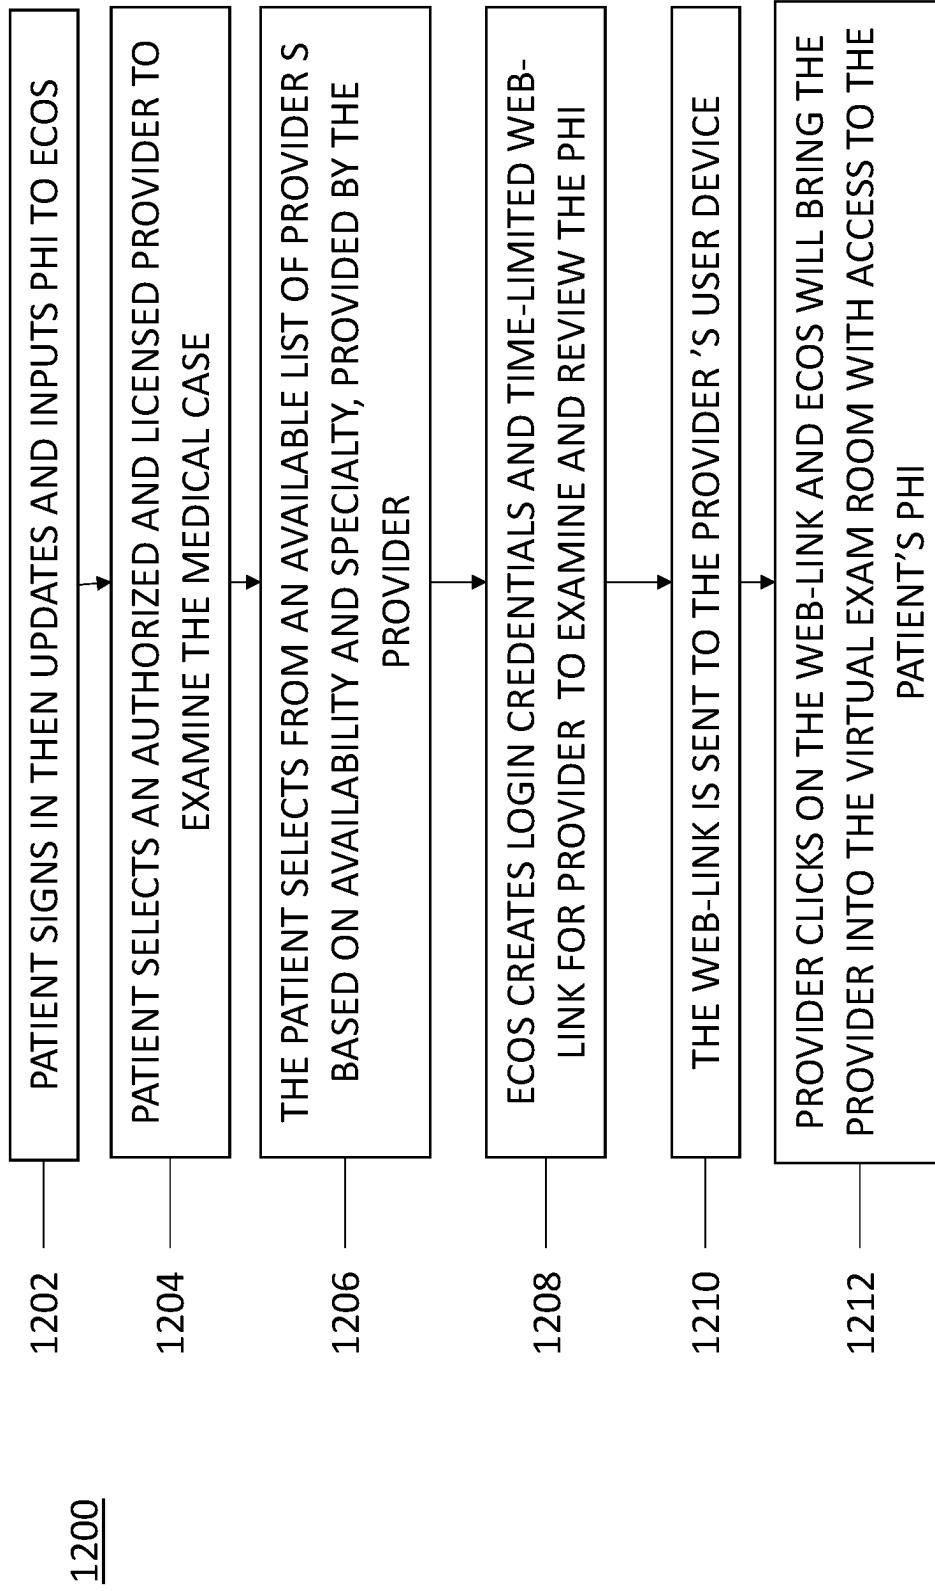 1200
1202
PATIENT SIGNS IN THEN UPDATES AND INPUTS PHI TO ECOS
1204
PATIENT SELECTS AN AUTHORIZED AND LICENSED PROVIDER TO
EXAMINE THE MEDICAL CASE
1206
THE PATIENT SELECTS FROM AN AVAILABLE LIST OF PROVIDER S
BASED ON AVAILABILITY AND SPECIALTY, PROVIDED BY THE
PROVIDER
1208
ECOS CREATES LOGIN CREDENTIALS AND TIME-LIMITED WEB-
LINK FOR PROVIDER TO EXAMINE AND REVIEW THE PHI
1210
THE WEB-LINK IS SENT TO THE PROVIDER 'S USER DEVICE
1212
PROVIDER CLICKS ON THE WEB-LINK AND ECOS WILL BRING THE
PROVIDER INTO THE VIRTUAL EXAM ROOM WITH ACCESS TO THE
PATIENT'S PHI